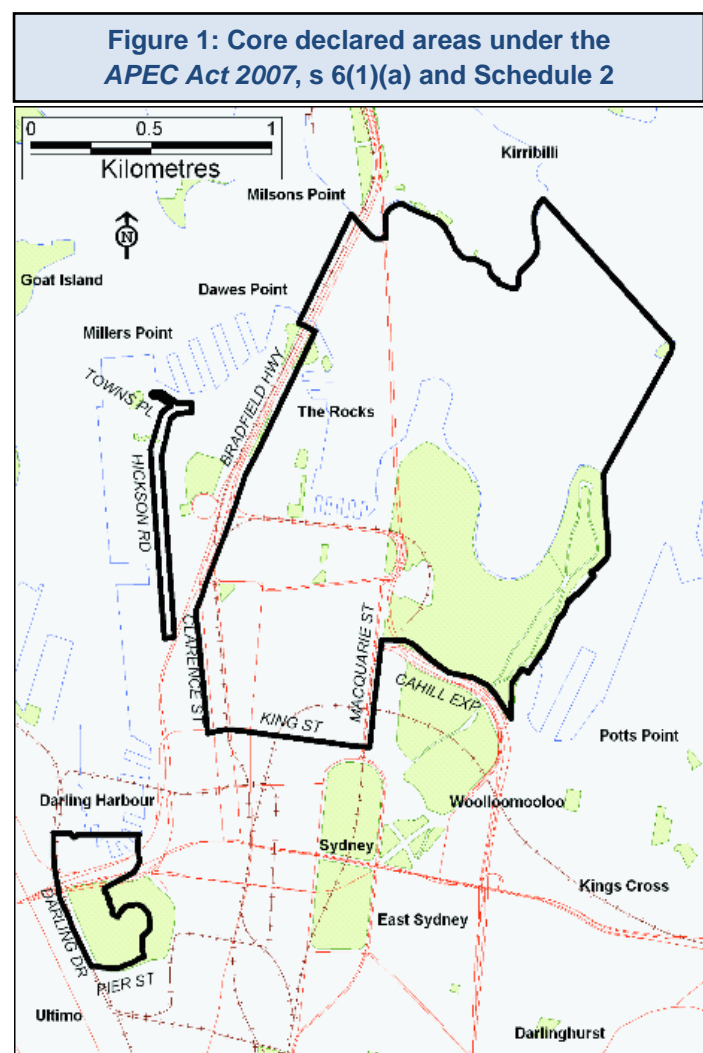 Figure 1: Core declared areas under the
APEC Act 2007, s 6(1)(a) and Schedule 2
0 0.5 1
Kilometres
Kirribilli
Milsons Point
N
Goat Island
Dawes Point
Millers Point
TOWNS PL
BRADFIELD HWY
The Rocks
HICKSON RD
CLARENCE ST
MACQUARIE ST
CAHILL EXP
KING ST
Potts Point
Darling Harbour
Woolloomooloo
Sydney
Kings Cross
DARLING DR
East Sydney
PIER ST
Ultimo
Darlinghurst